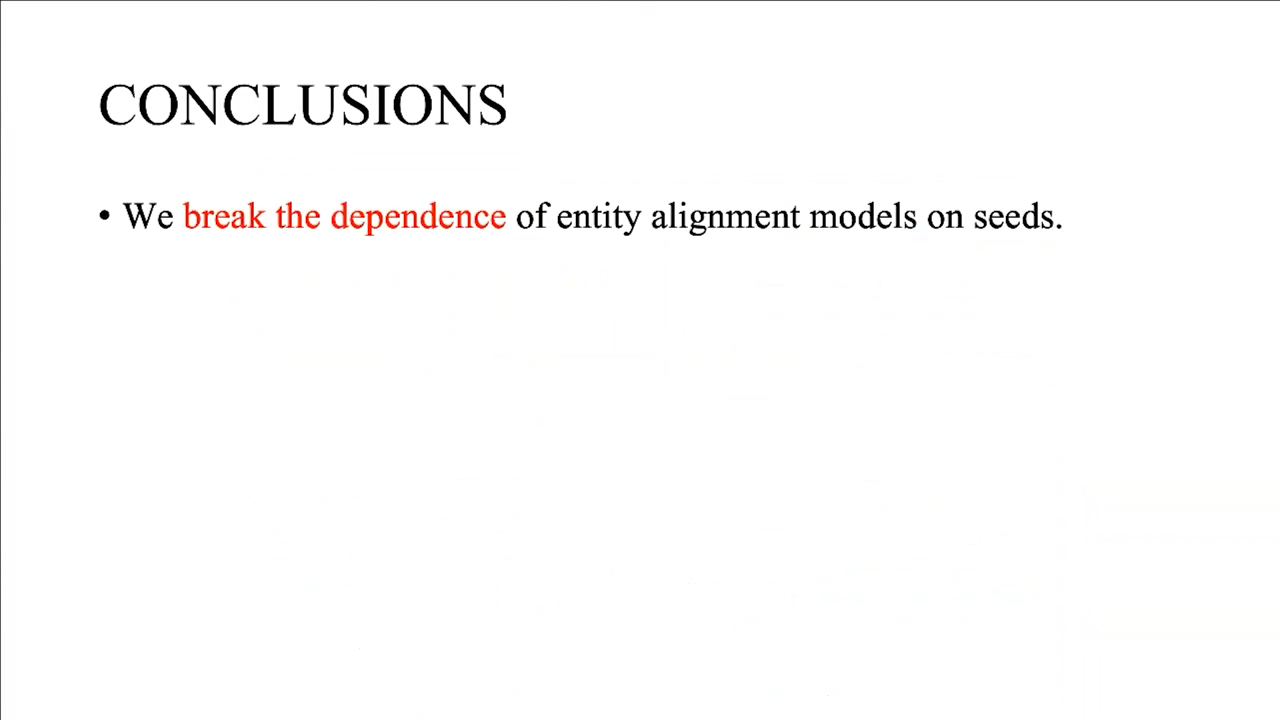 CONCLUSIONS
• We break the dependence of entity alignment models on seeds.